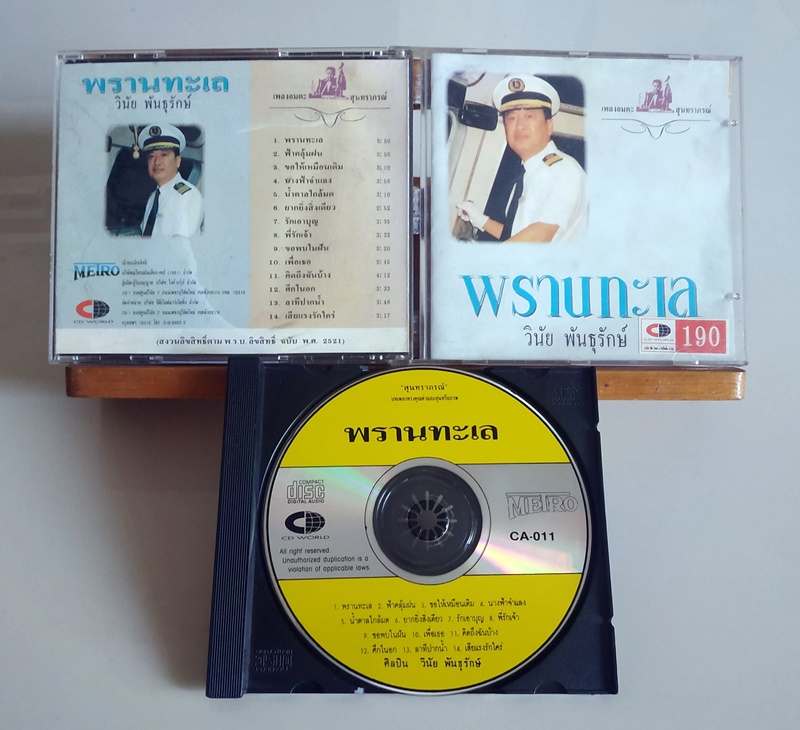 พรานทะเล
วินัย พันธุรักษ์
เพลงอมตะ สุนทราภรณ์
1. พรานทะเล
2. ฟ้าคลุ้มฝน
3. ขอให้เหมือนเดิม
4. นางฟ้าจำแลง
5. น้ำตาลใกล้มด
6. ยากยิ่งสิ่งเดียว 2:52
7. รักเอาบุญ 3:35
8. พี่รักเจ้า 2:32
9. ขอพบในฝัน
10. เพื่อเธอ
11. คิดถึงฉันบ้าง 4:12
12. ศึกในอก 3:33
13. ลาทีปากน้ำ
14. เสียแรงรักใคร่ 3:17
METRO
CD WORLD
(สงวนลิขสิทธิ์ตาม พ.ร.บ. ลิขสิทธิ์ ฉบับ พ.ศ. 2521)
เพลงอมตะ สุนทราภรณ์
พรานทะเล
วินัย พันธุรักษ์
190
"สุนทราภรณ์"
พรานทะเล
COMPACT
disc
DIGITAL AUDIO
METRO
CD WORLD
CA-011
All right reserved.
Unauthorized duplication is a
violation of applicable laws.
1. พรานทะเล 2. ฟ้าคลุ้มฝน 3. ขอให้เหมือนเดิม 4. นางฟ้าจำแลง
5. น้ำตาลใกล้มด 6. ยากยิ่งสิ่งเดียว 7. รักเอาบุญ 8. พี่รักเจ้า
9. ขอพบในฝัน 10. เพื่อเธอ 11. คิดถึงฉันบ้าง
12. ศึกในอก 13. ลาทีปากน้ำ 14. เสียแรงรักใคร่
ศิลปิน วินัย พันธุรักษ์